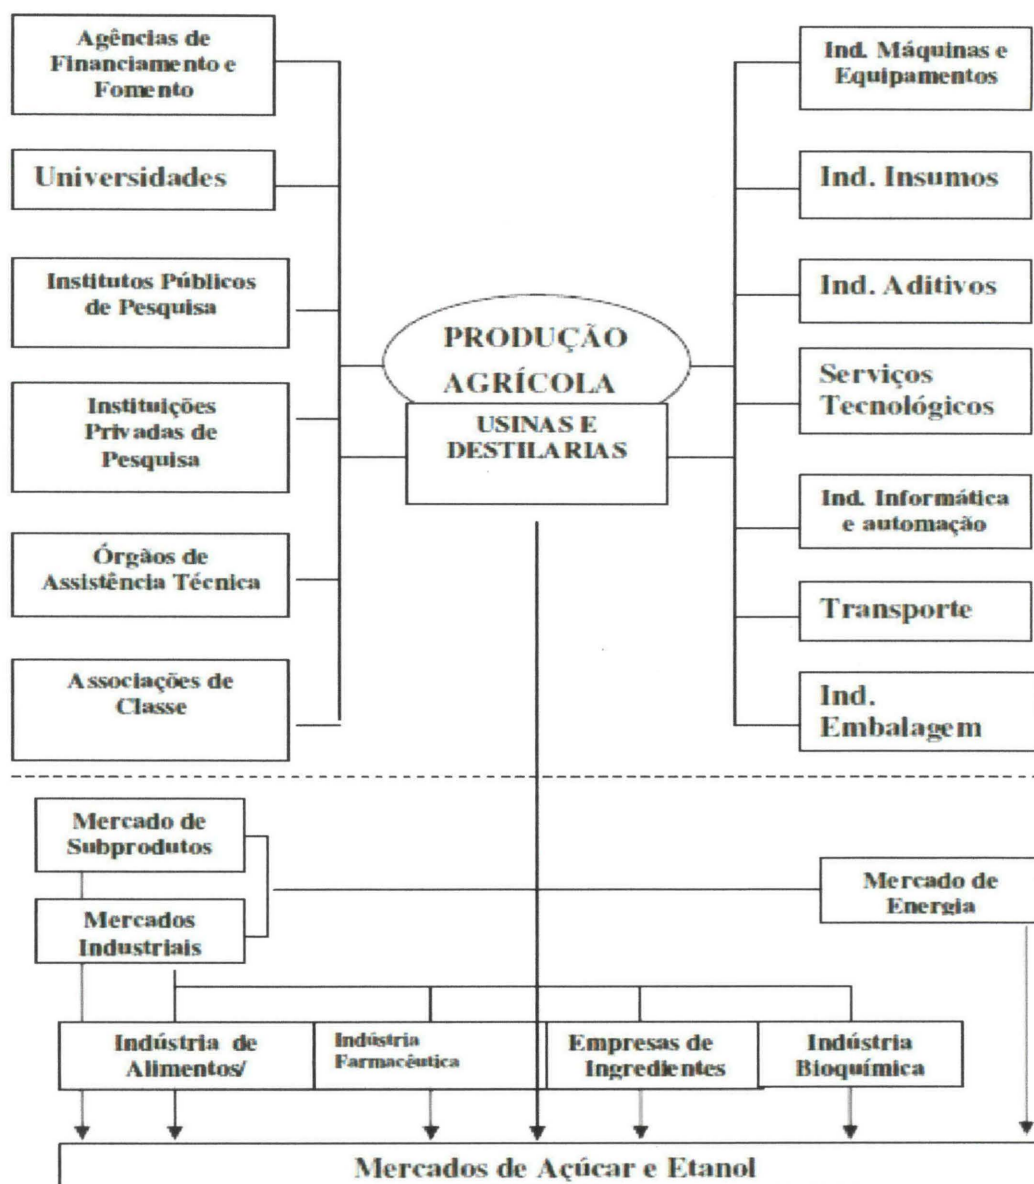 Agências de
Financiamento e
Fomento
Universidades
Institutos Públicos
de Pesquisa
Instituições
Privadas de
Pesquisa
Órgãos de
Assistência Técnica
Associações de
Classe
PRODUÇÃO
AGRÍCOLA
USINAS E
DESTILARIAS
Ind. Máquinas e
Equipamentos
Ind. Insumos
Ind. Aditivos
Serviços
Tecnológicos
Ind. Informática
e automação
Transporte
Ind.
Embalagem
Mercado de
Subprodutos
Mercados
Industriais
Mercado de
Energia
Indústria de
Alimentos/
Indústria
Farmacêutica
Empresas de
Ingredientes
Indústria
Bioquímica
Mercados de Açúcar e Etanol